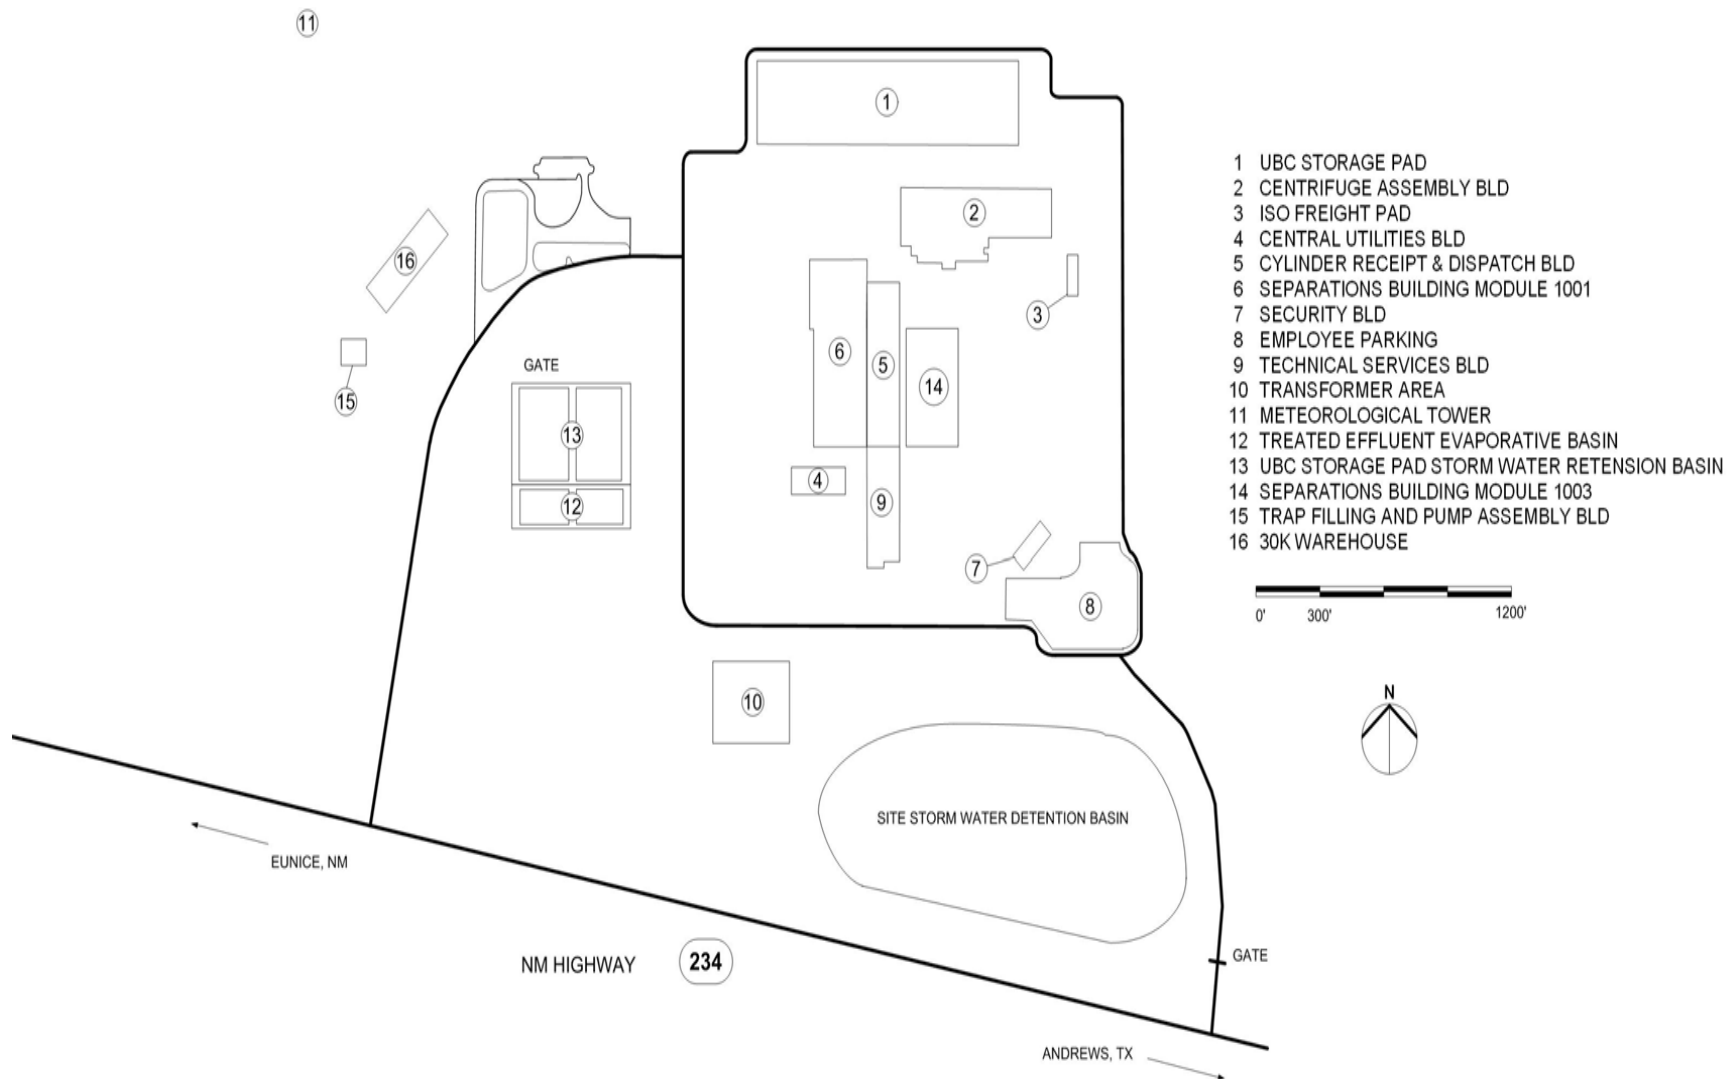 11
1
2
3
16
15
GATE
6
5
14
13
12
4
9
7
8
10
1 UBC STORAGE PAD
2 CENTRIFUGE ASSEMBLY BLD
3 ISO FREIGHT PAD
4 CENTRAL UTILITIES BLD
5 CYLINDER RECEIPT & DISPATCH BLD
6 SEPARATIONS BUILDING MODULE 1001
7 SECURITY BLD
8 EMPLOYEE PARKING
9 TECHNICAL SERVICES BLD
10 TRANSFORMER AREA
11 METEOROLOGICAL TOWER
12 TREATED EFFLUENT EVAPORATIVE BASIN
13 UBC STORAGE PAD STORM WATER RETENSION BASIN
14 SEPARATIONS BUILDING MODULE 1003
15 TRAP FILLING AND PUMP ASSEMBLY BLD
16 30K WAREHOUSE
0' 300' 1200'
N
SITE STORM WATER DETENTION BASIN
EUNICE, NM
NM HIGHWAY 234
GATE
ANDREWS, TX